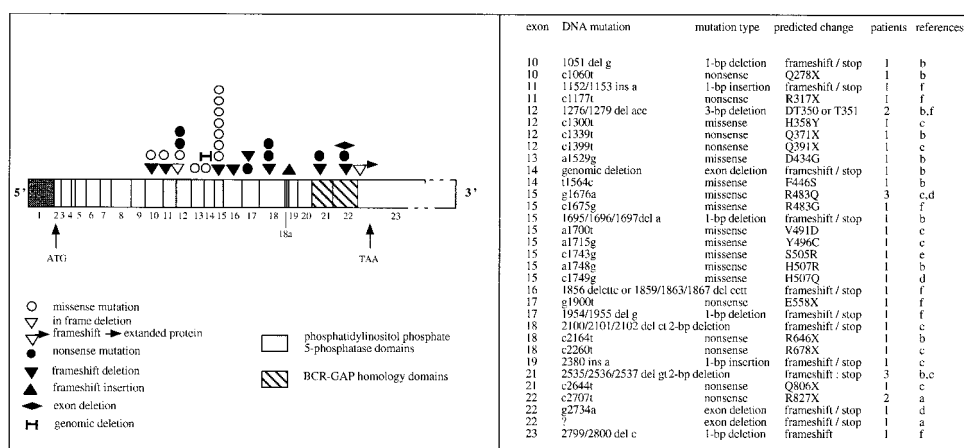 5'
3'
1 2 3 4 5 6 7 8 9 10 11 12 13 14 15 16 17 18 19 20 21 22 23
18a
ATG
TAA
missense mutation
in frame deletion
frameshift extanded protein
nonsense mutation
frameshift deletion
frameshift insertion
exon deletion
genomic deletion
phosphatidylinositol phosphate
5-phosphatase domains
BCR-GAP homology domains
exon DNA mutation mutation type predicted change patients references
10 1051 del g 1-bp deletion frameshift / stop 1 b
10 c1060t nonsense Q278X 1 b
11 1152/1153 ins a 1-bp insertion frameshift / stop 1 f
11 c1177t nonsense R317X 1 f
12 1276/1279 del acc 3-bp deletion DT350 or T351 2 b,f
12 c1300t missense H358Y 1 c
12 c1339t nonsense Q371X 1 b
12 c1399t nonsense Q391X 1 c
13 a1529g missense D434G 1 b
14 genomic deletion exon deletion frameshift / stop 1 b
14 t1564c missense F446S 1 b
15 g1676a missense R483Q 3 c,d
15 c1675g missense R483G 1 f
15 1695/1696/1697del a 1-bp deletion frameshift / stop 1 b
15 a1700t missense V491D 1 c
15 a1715g missense Y496C 1 c
15 c1743g missense S505R 1 e
15 a1748g missense H507R 1 b
15 c1749g missense H507Q 1 d
16 1856 delcttc or 1859/1863/1867 del cctt frameshift / stop 1 f
17 g1900t nonsense E558X 1 f
17 1954/1955 del g 1-bp deletion frameshift / stop 1 f
18 2100/2101/2102 del ct 2-bp deletion frameshift / stop 1 c
18 c2164t nonsense R646X 1 b
18 c2260t nonsense R678X 1 c
19 2380 ins a 1-bp insertion frameshift / stop 1 c
21 2535/2536/2537 del gt 2-bp deletion frameshift : stop 3 b,c
21 c2644t nonsense Q806X 1 c
22 c2707t nonsense R827X 2 a
22 g2734a exon deletion frameshift / stop 1 d
22 ? exon deletion frameshift / stop 1 a
23 2799/2800 del c 1-bp deletion frameshift 1 f